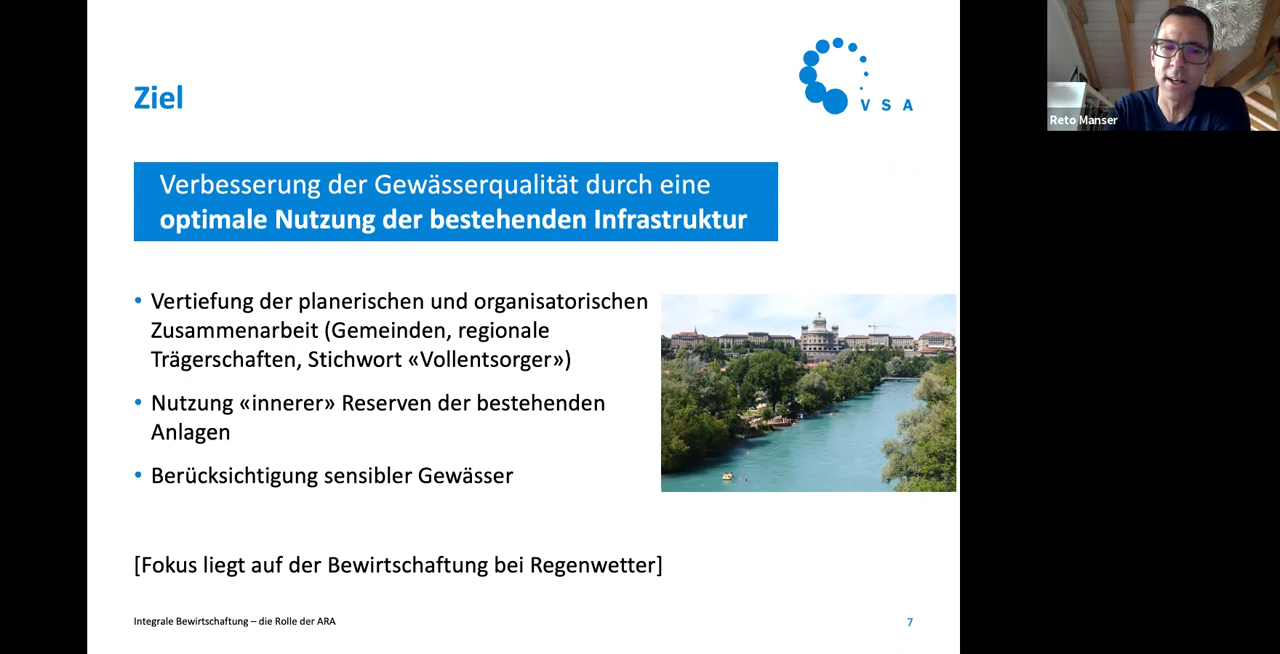 Ziel
V S A
Verbesserung der Gewässerqualität durch eine
optimale Nutzung der bestehenden Infrastruktur
• Vertiefung der planerischen und organisatorischen
Zusammenarbeit (Gemeinden, regionale
Trägerschaften, Stichwort «Vollentsorger»)
• Nutzung «innerer» Reserven der bestehenden
Anlagen
• Berücksichtigung sensibler Gewässer
[Fokus liegt auf der Bewirtschaftung bei Regenwetter]
Integrale Bewirtschaftung – die Rolle der ARA
7
Reto Manser